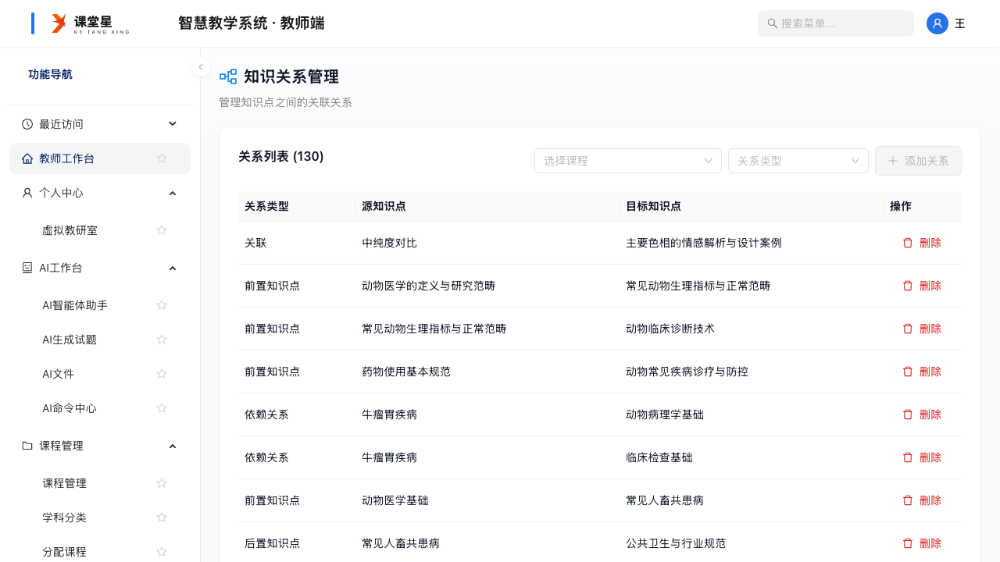 课堂星
KE TANG XING
智慧教学系统 · 教师端
搜索菜单...
王
功能导航
最近访问
教师工作台
个人中心
虚拟教研室
AI工作台
AI智能体助手
AI生成试题
AI文件
AI命令中心
课程管理
课程管理
学科分类
分配课程
知识关系管理
管理知识点之间的关联关系
关系列表 (130)
选择课程
关系类型
添加关系
关系类型 源知识点 目标知识点 操作
关联 中纯度对比 主要色相的情感解析与设计案例 删除
前置知识点 动物医学的定义与研究范畴 常见动物生理指标与正常范畴 删除
前置知识点 常见动物生理指标与正常范畴 动物临床诊断技术 删除
前置知识点 药物使用基本规范 动物常见疾病诊疗与防控 删除
依赖关系 牛瘤胃疾病 动物病理学基础 删除
依赖关系 牛瘤胃疾病 临床检查基础 删除
前置知识点 动物医学基础 常见人畜共患病 删除
后置知识点 常见人畜共患病 公共卫生与行业规范 删除